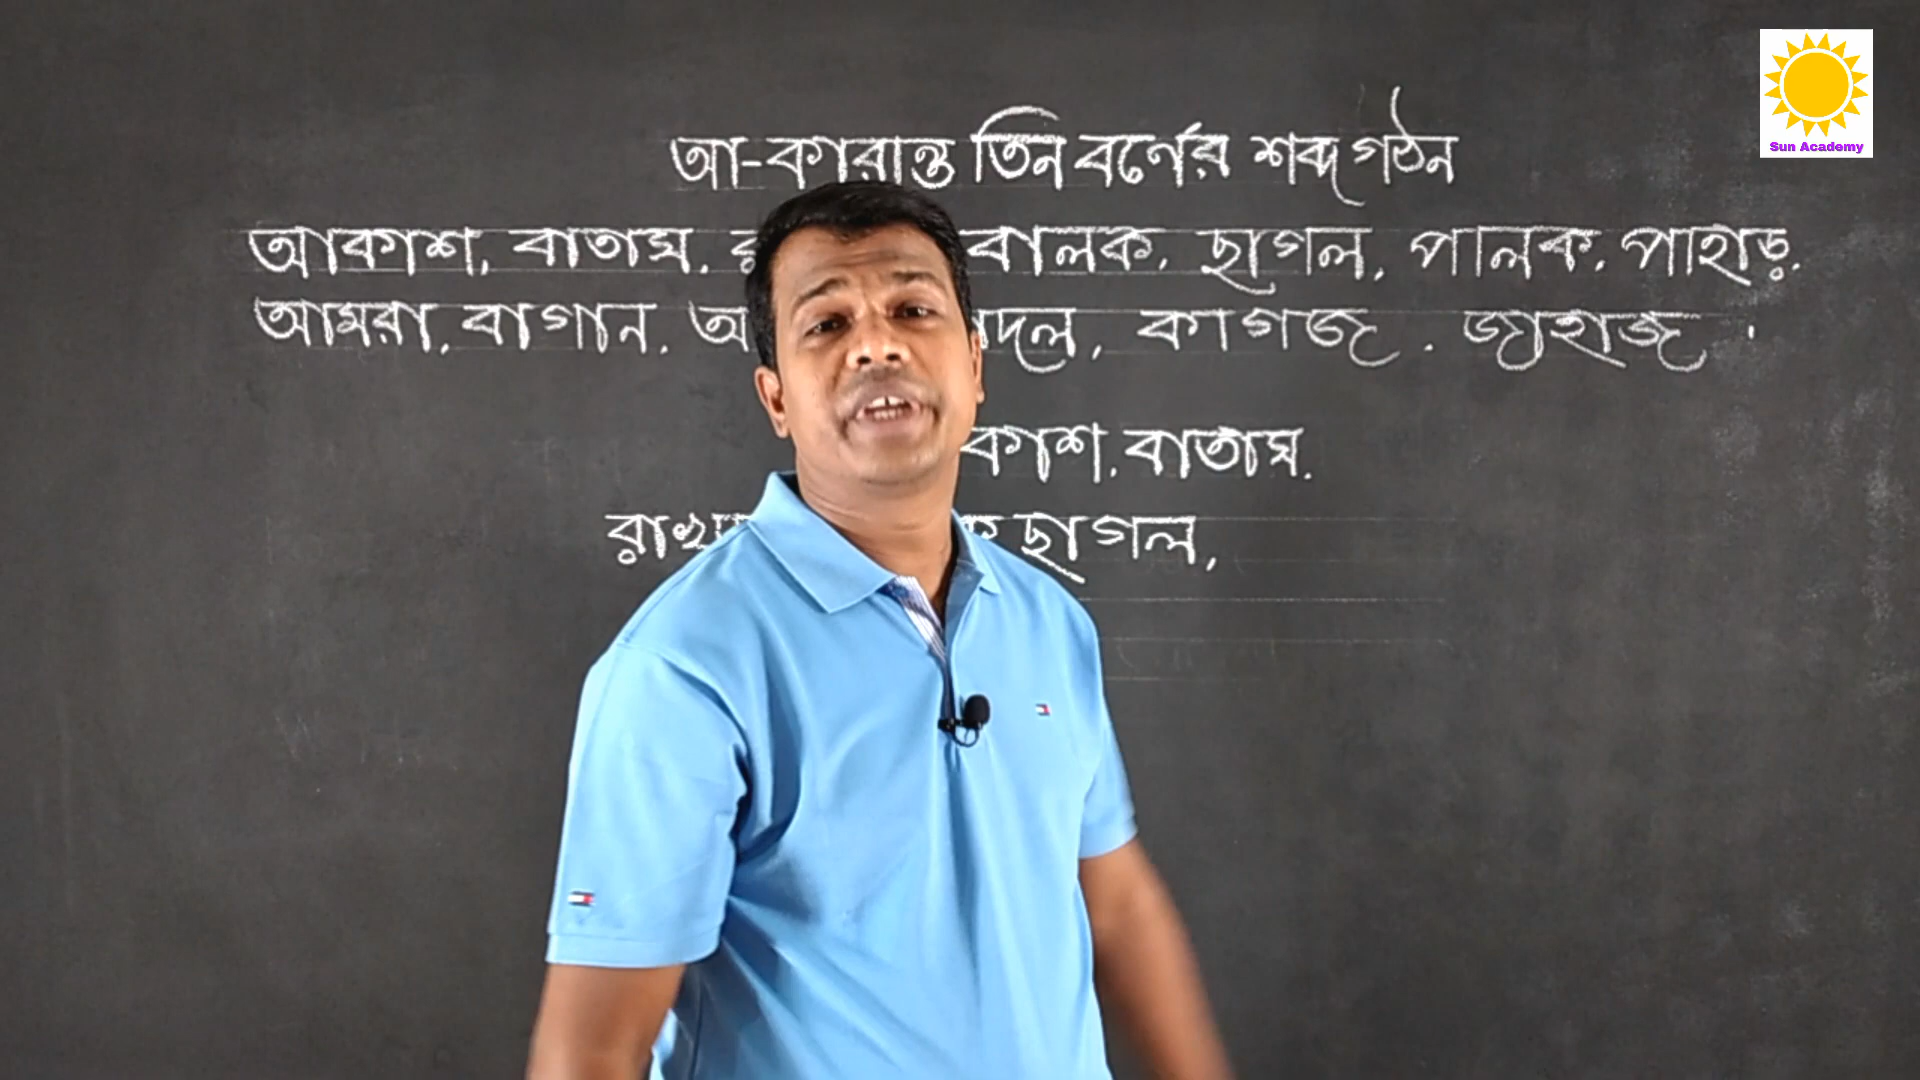 Sun Academy
আ-কারান্ত তিন বর্ণের শব্দ গঠন
আকাশ, বাতাস, বালক, ছাগল, পালক, পাহাড়,
আমরা, বাগান, কাগজ, জাহাজ,
বাতাস,
ছাগল,